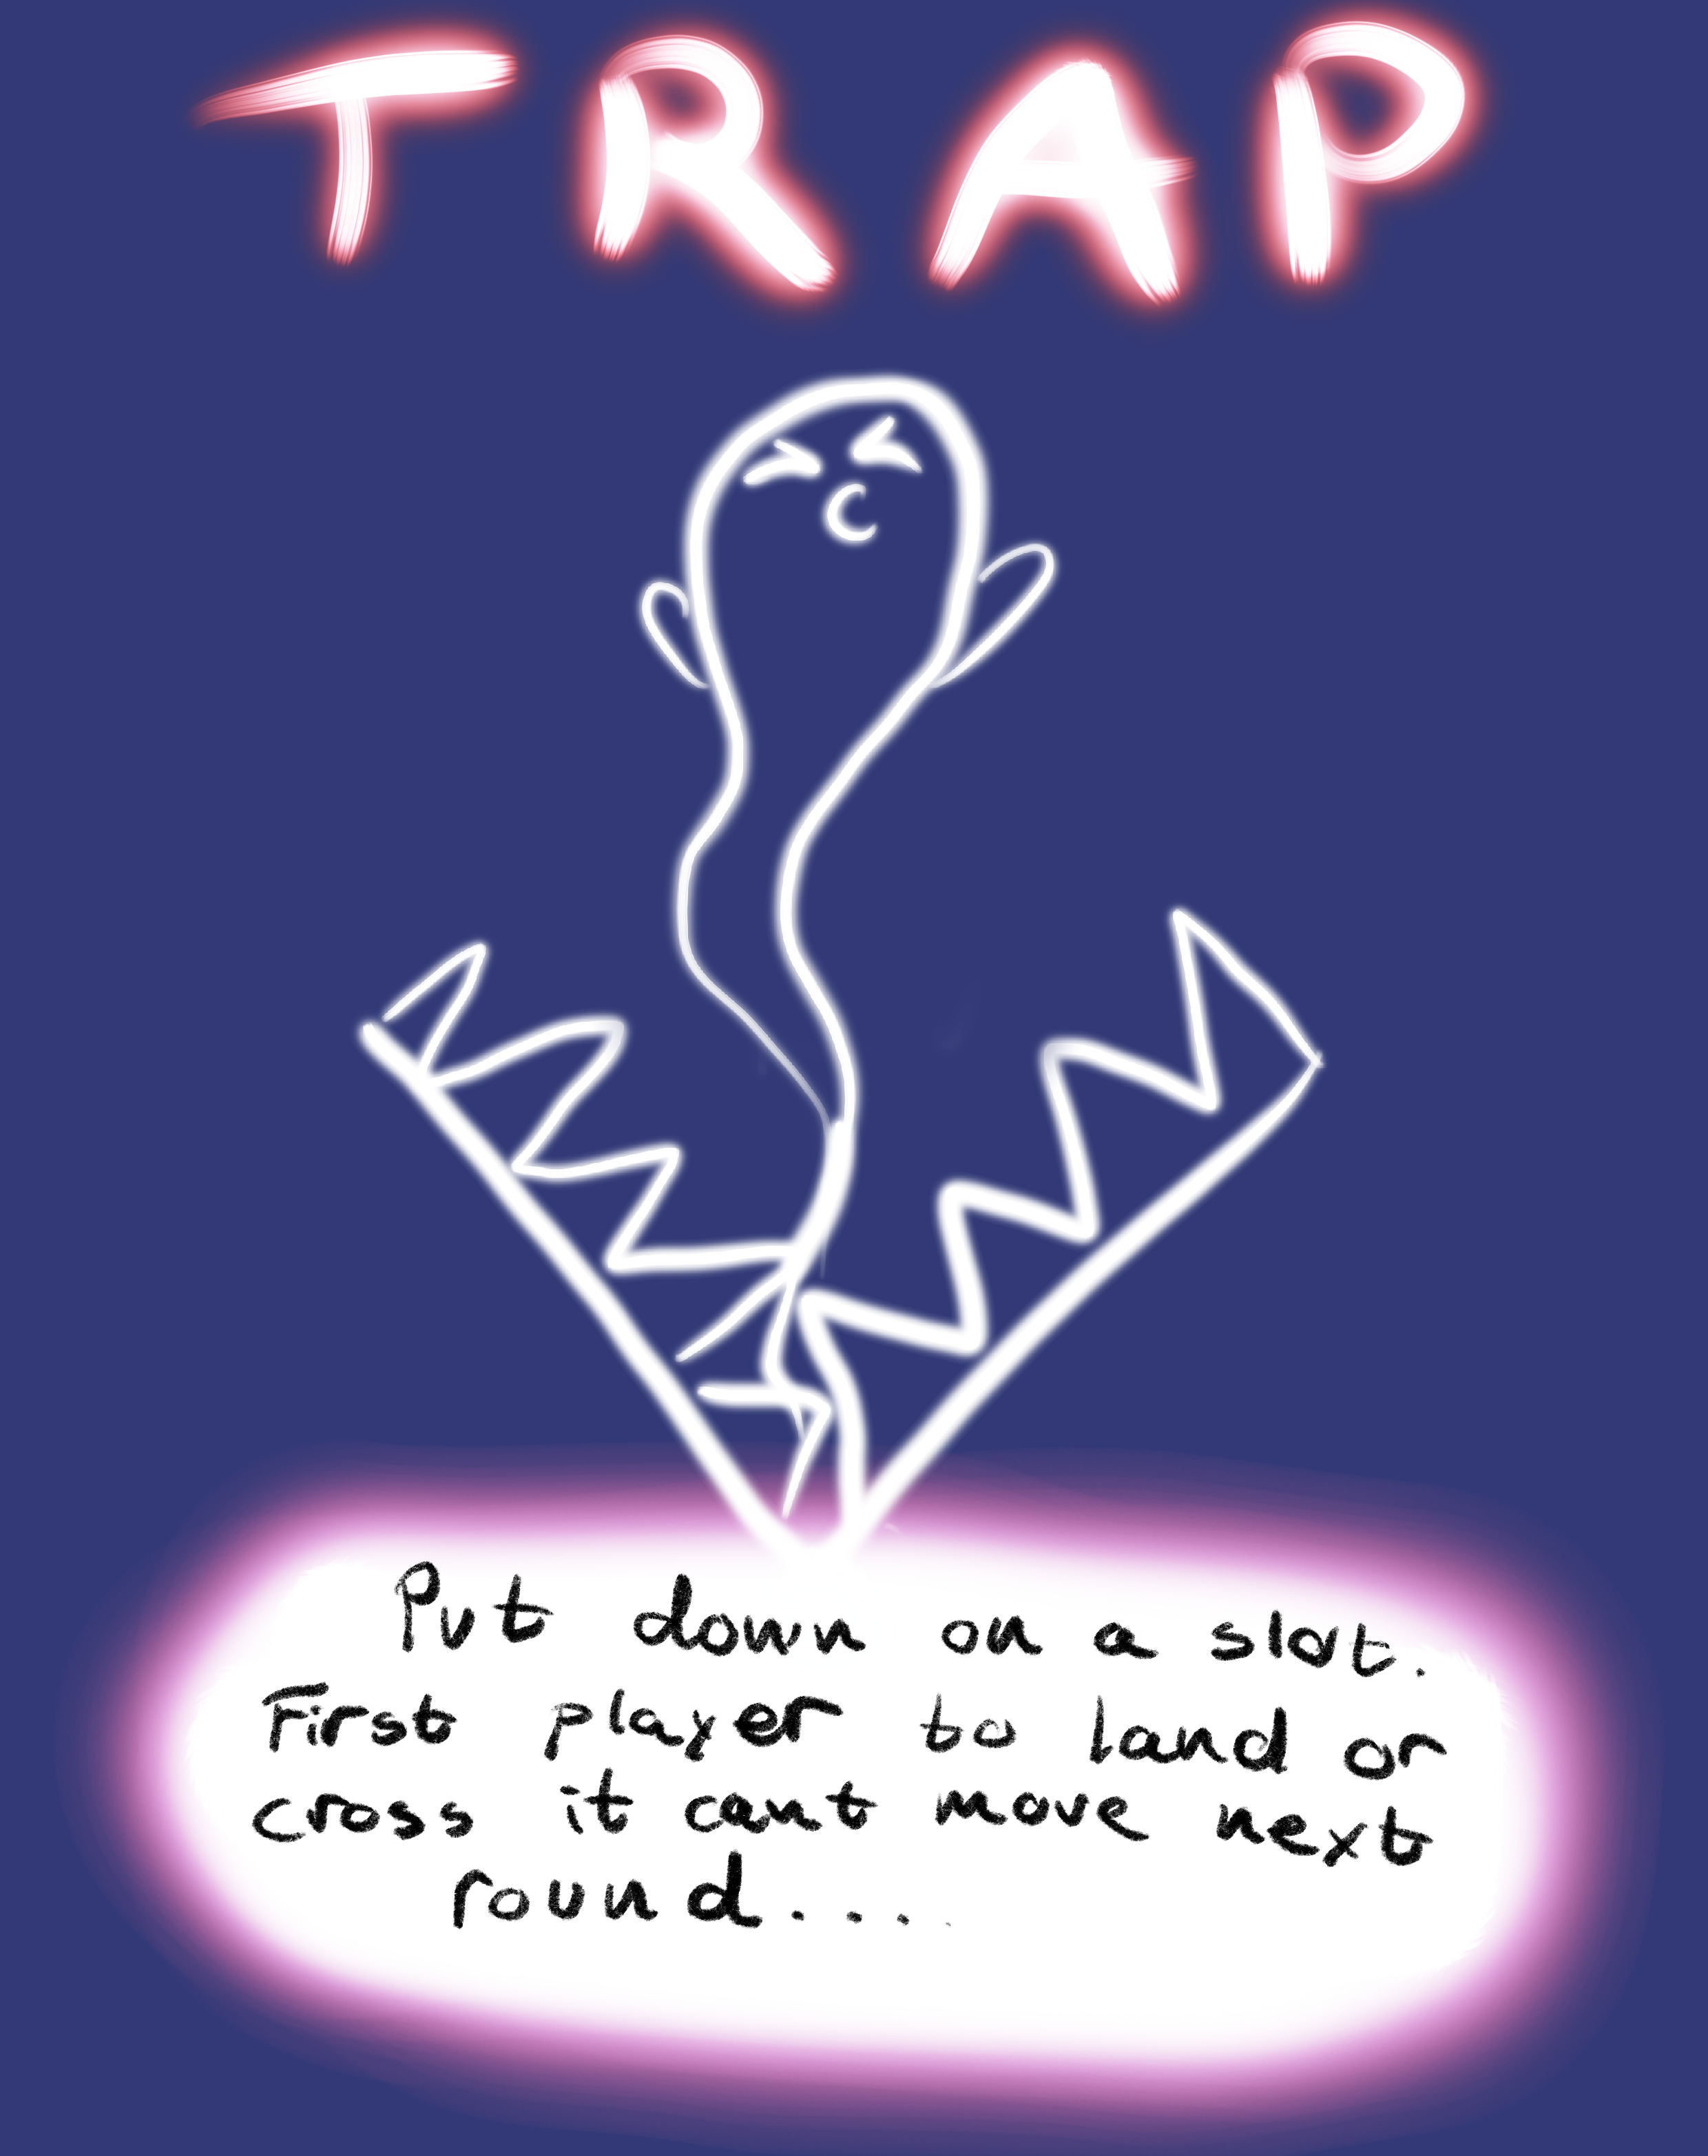 TRAP
Put down on a slot.
First player to land or
cross it cant move next
round....